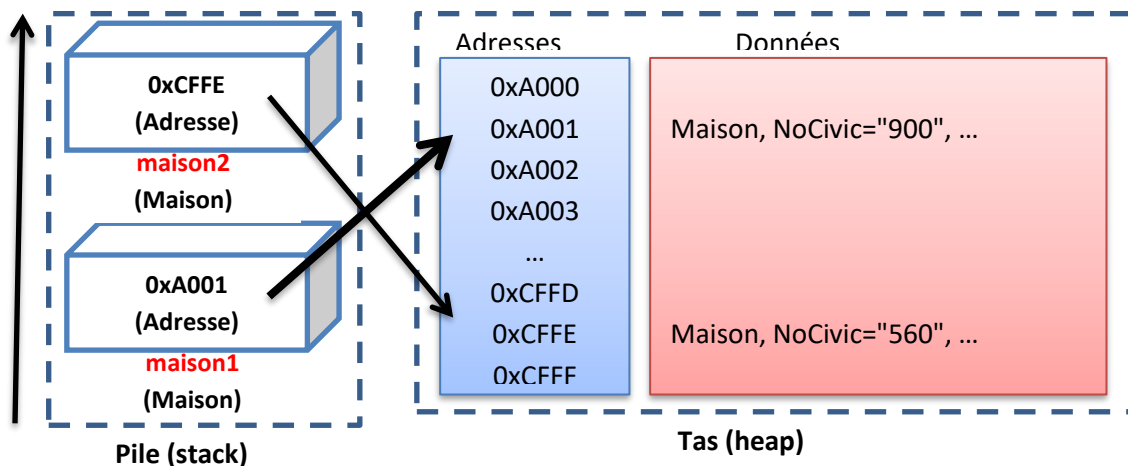 0xCFFE
(Adresse)
maison2
(Maison)
0xA001
(Adresse)
maison1
(Maison)
Pile (stack)
Adresses
Données
0xA000
0xA001
Maison, NoCivic="900", …
0xA002
0xA003
…
0xCFFD
0xCFFE
Maison, NoCivic="560", …
0xCFFF
Tas (heap)